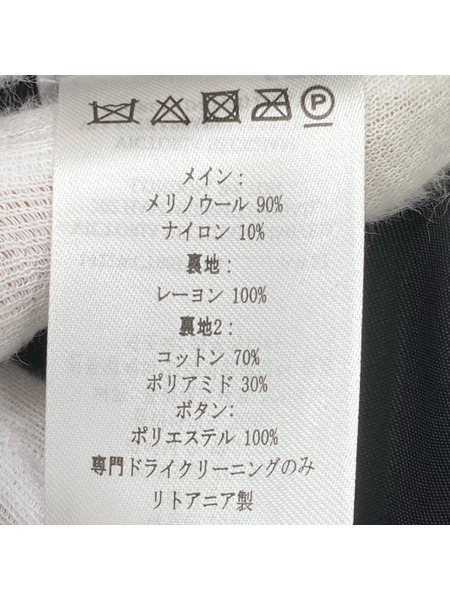 P
メイン:
メリノウール 90%
ナイロン 10%
裏地:
レーヨン 100%
裏地2:
コットン 70%
ポリアミド 30%
ボタン:
ポリエステル 100%
専門ドライクリーニングのみ
リトアニア製